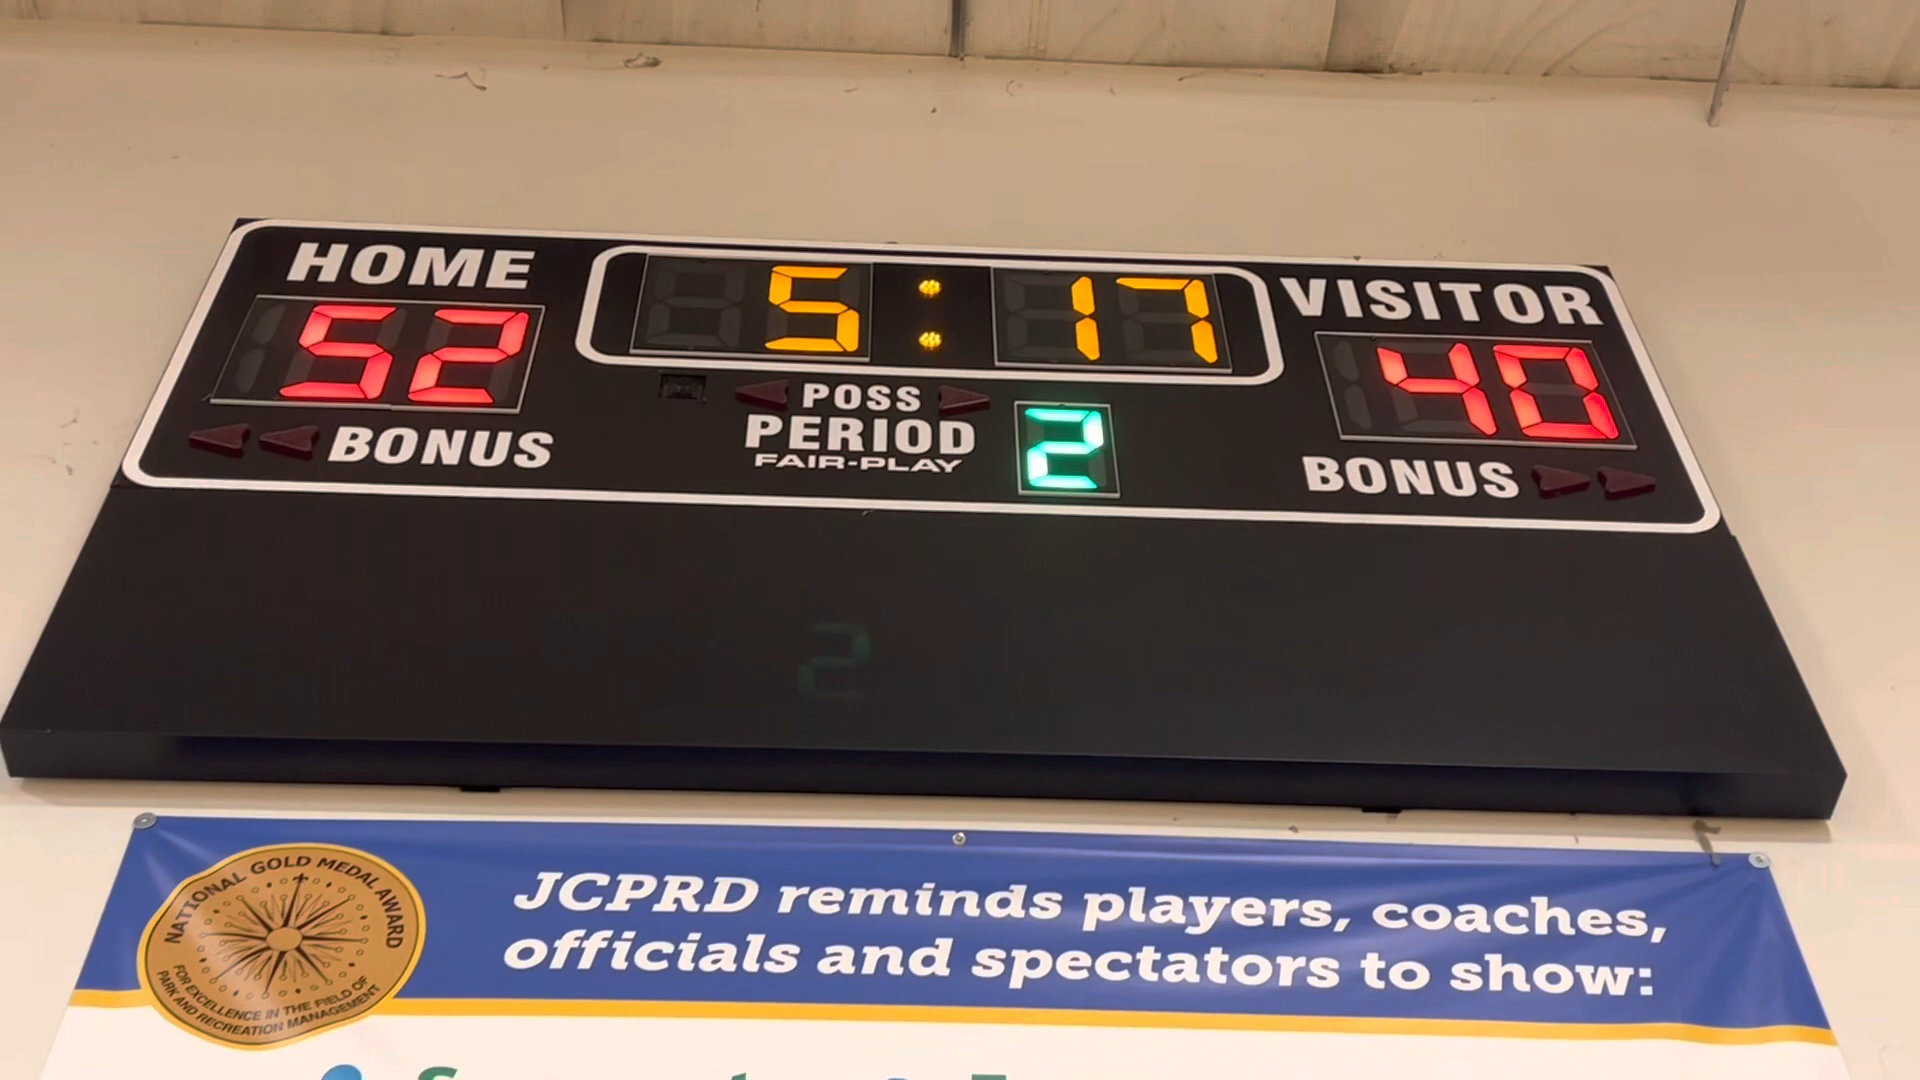 HOME
5:17
VISITOR
52
40
POSS
BONUS
PERIOD
2
FAIR-PLAY
BONUS
NATIONAL GOLD MEDAL AWARD
FOR EXCELLENCE IN THE FIELD OF
PARK AND RECREATION MANAGEMENT
JCPRD reminds players, coaches,
officials and spectators to show: